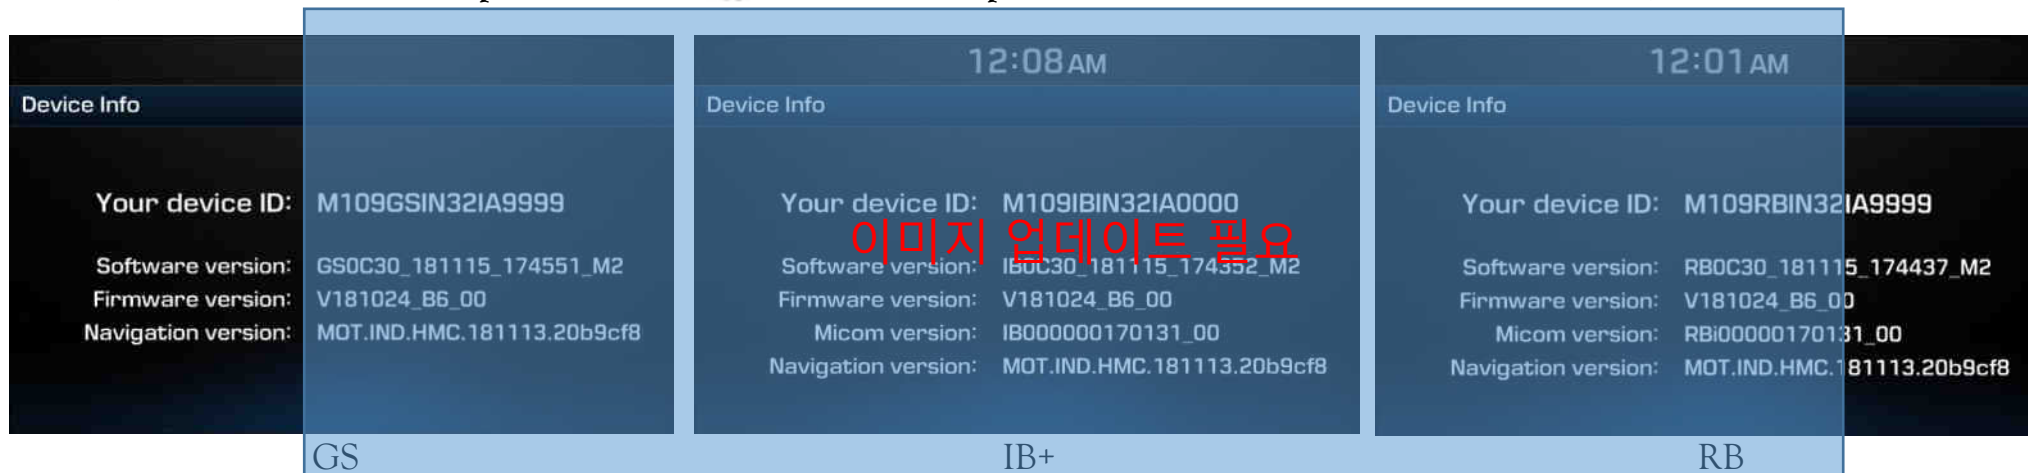 12:08 AM
12:01 AM
Device Info
Device Info
Device Info
Your device ID: M109GSIN32IA9999
Software version: GS0C30_181115_174551_M2
Firmware version: V181024_B6_00
Navigation version: MOT.IND.HMC.181113.20b9cf8
Your device ID: M109IBIN32IA0000
이미지 업데이트 필요
Software version: IB0C30_181115_174352_M2
Firmware version: V181024_B6_00
Micom version: IB000000170131_00
Navigation version: MOT.IND.HMC.181113.20b9cf8
Your device ID: M109RBIN32IA9999
Software version: RB0C30_181115_174437_M2
Firmware version: V181024_B6_00
Micom version: RBi00000170131_00
Navigation version: MOT.IND.HMC.181113.20b9cf8
GS
IB+
RB